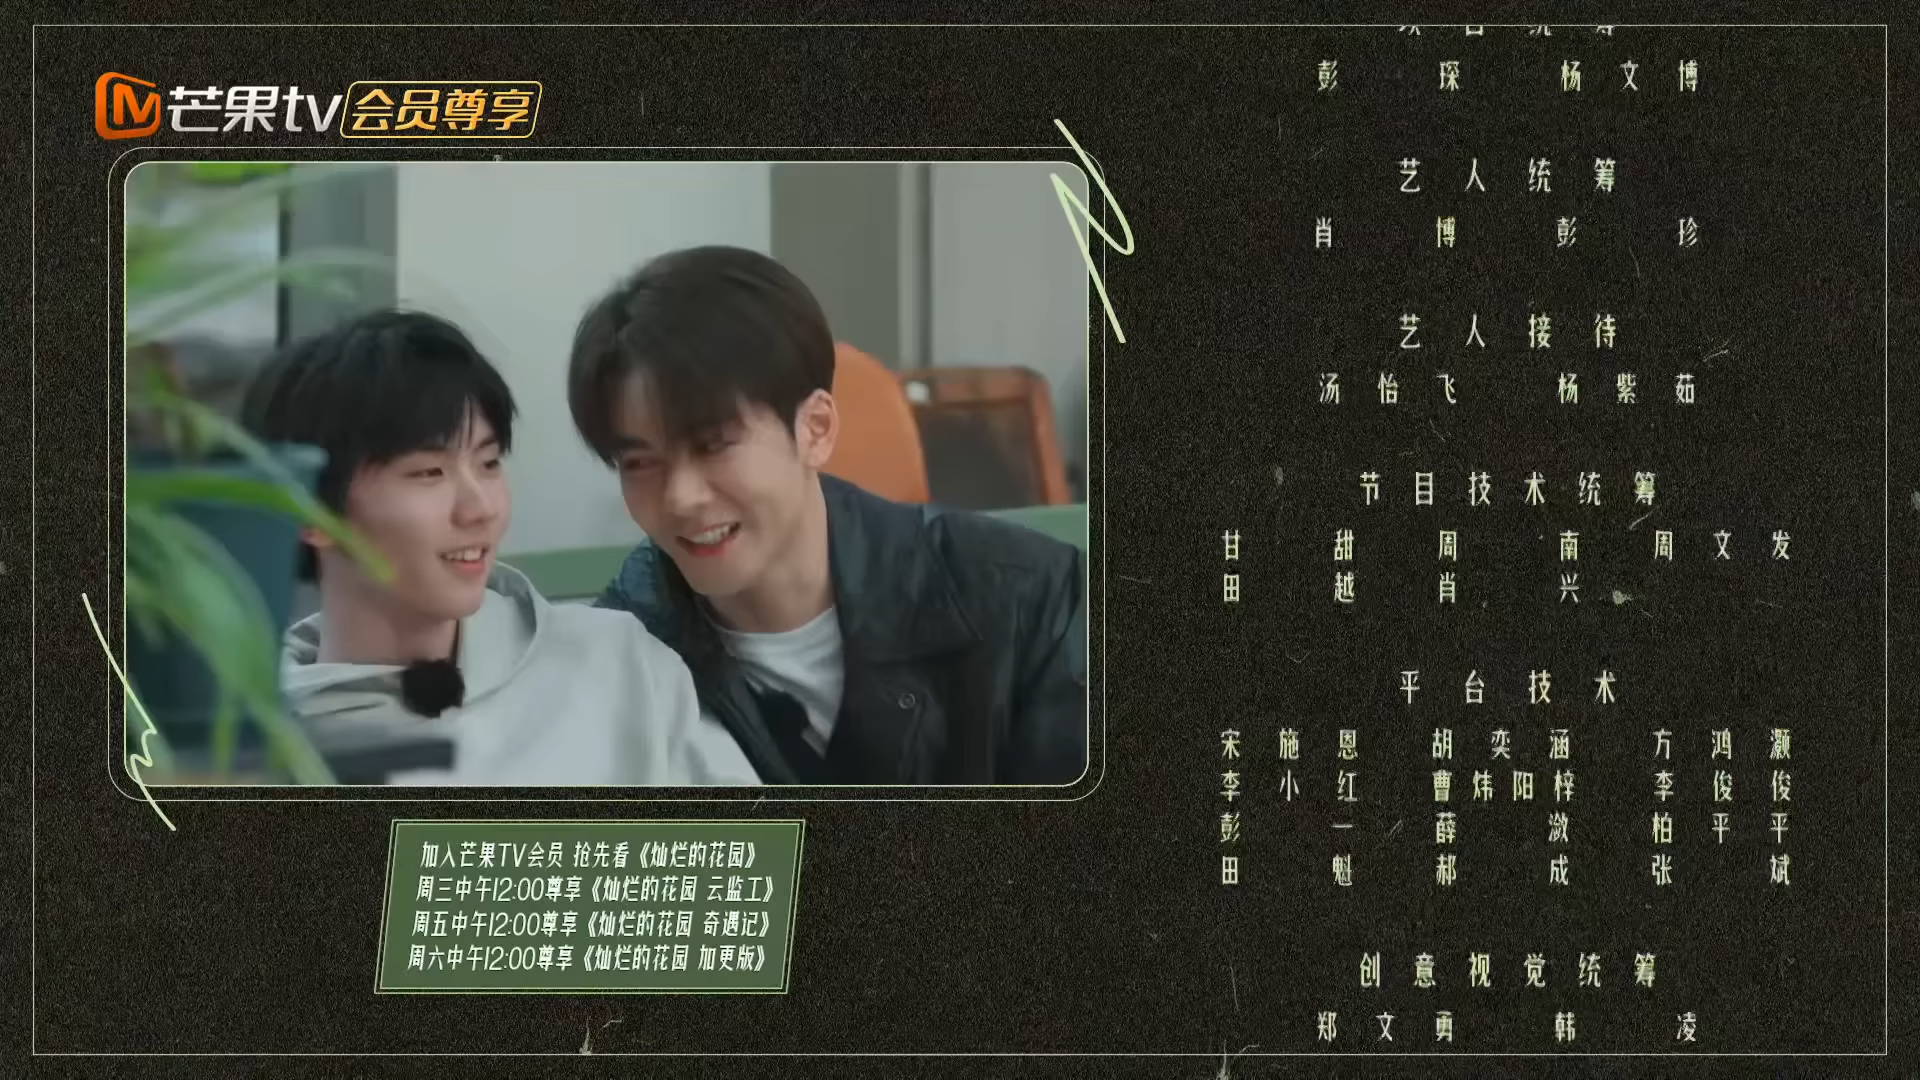 芒果tv会员尊享
加入芒果TV会员 抢先看《灿烂的花园》
周三中午12:00尊享《灿烂的花园 云监工》
周五中午12:00尊享《灿烂的花园 奇遇记》
周六中午12:00尊享《灿烂的花园 加更版》
彭琛 杨文博
艺人统筹
肖博 彭珍
艺人接待
汤怡飞 杨紫茹
节目技术统筹
甘甜 周南 周文发
田越 肖兴
平台技术
宋施恩 胡奕涵 方鸿灏
李小红 曹炜阳梓 李俊俊
彭一 薛潋 柏平平
田魁 郝成 张斌
创意视觉统筹
郑文勇 韩凌